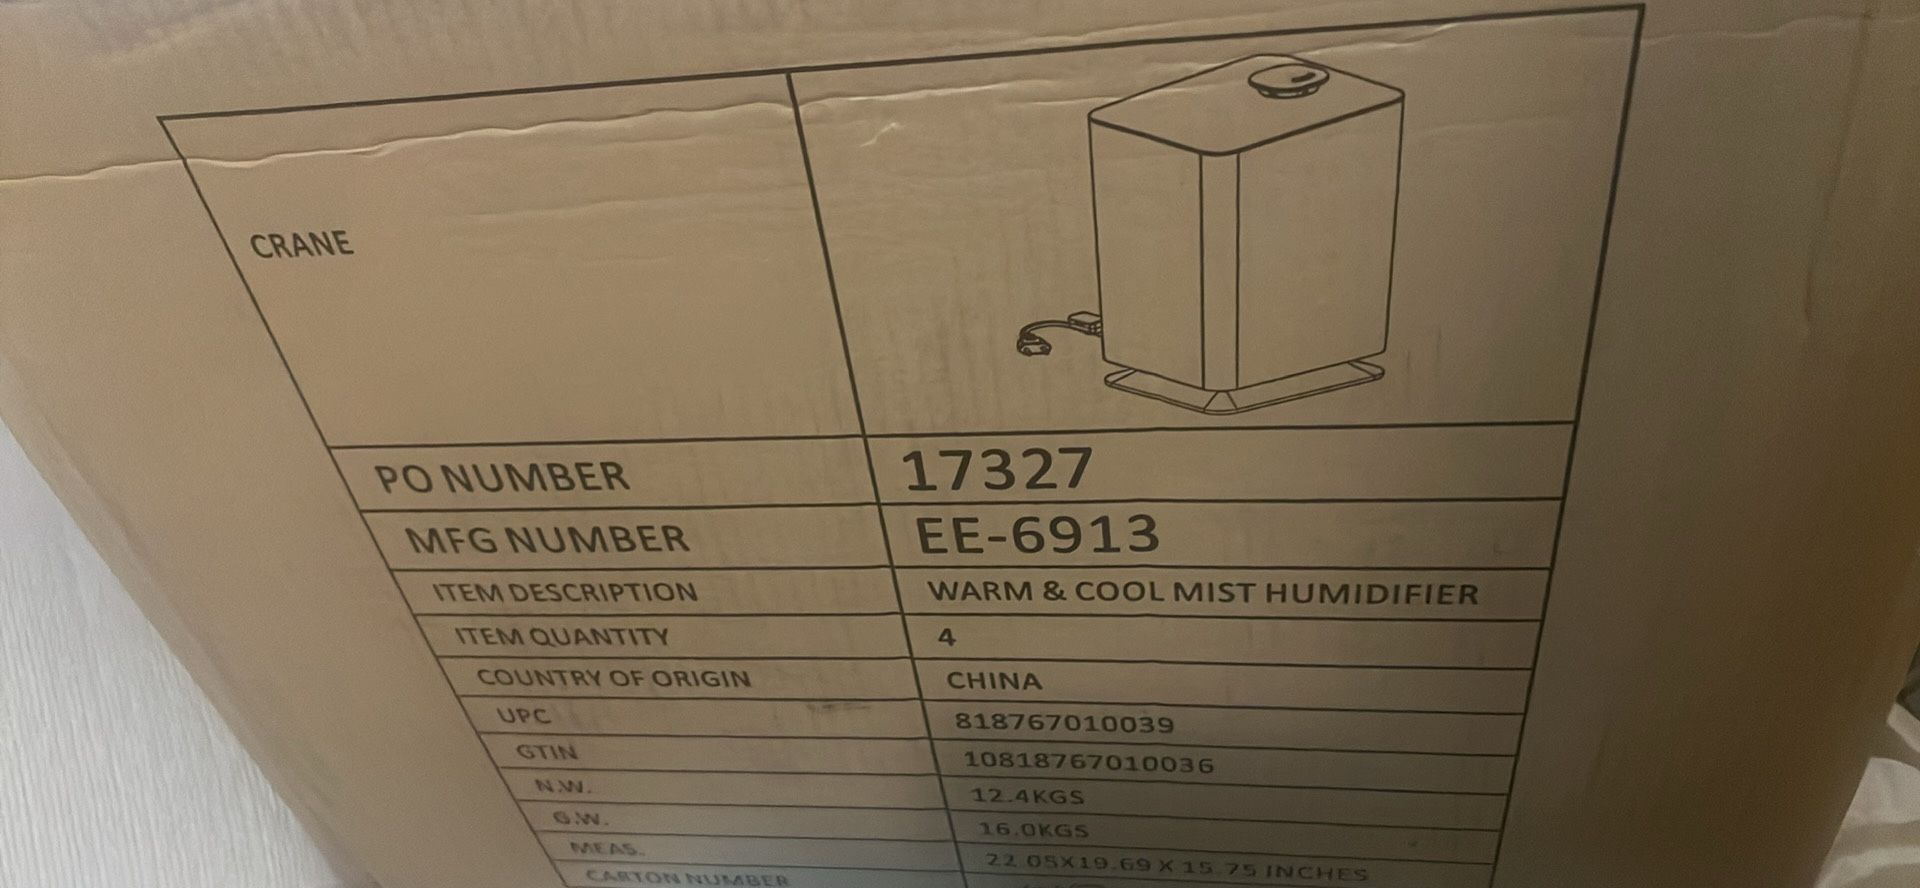 CRANE
PO NUMBER 17327
MFG NUMBER EE-6913
ITEM DESCRIPTION WARM & COOL MIST HUMIDIFIER
ITEM QUANTITY 4
COUNTRY OF ORIGIN CHINA
UPC 818767010039
GTIN 10818767010036
N.W. 12.4KGS
G.W. 16.0KGS
MEAS. 22.05X19.69 X 15.75 INCHES
CARTON NUMBER